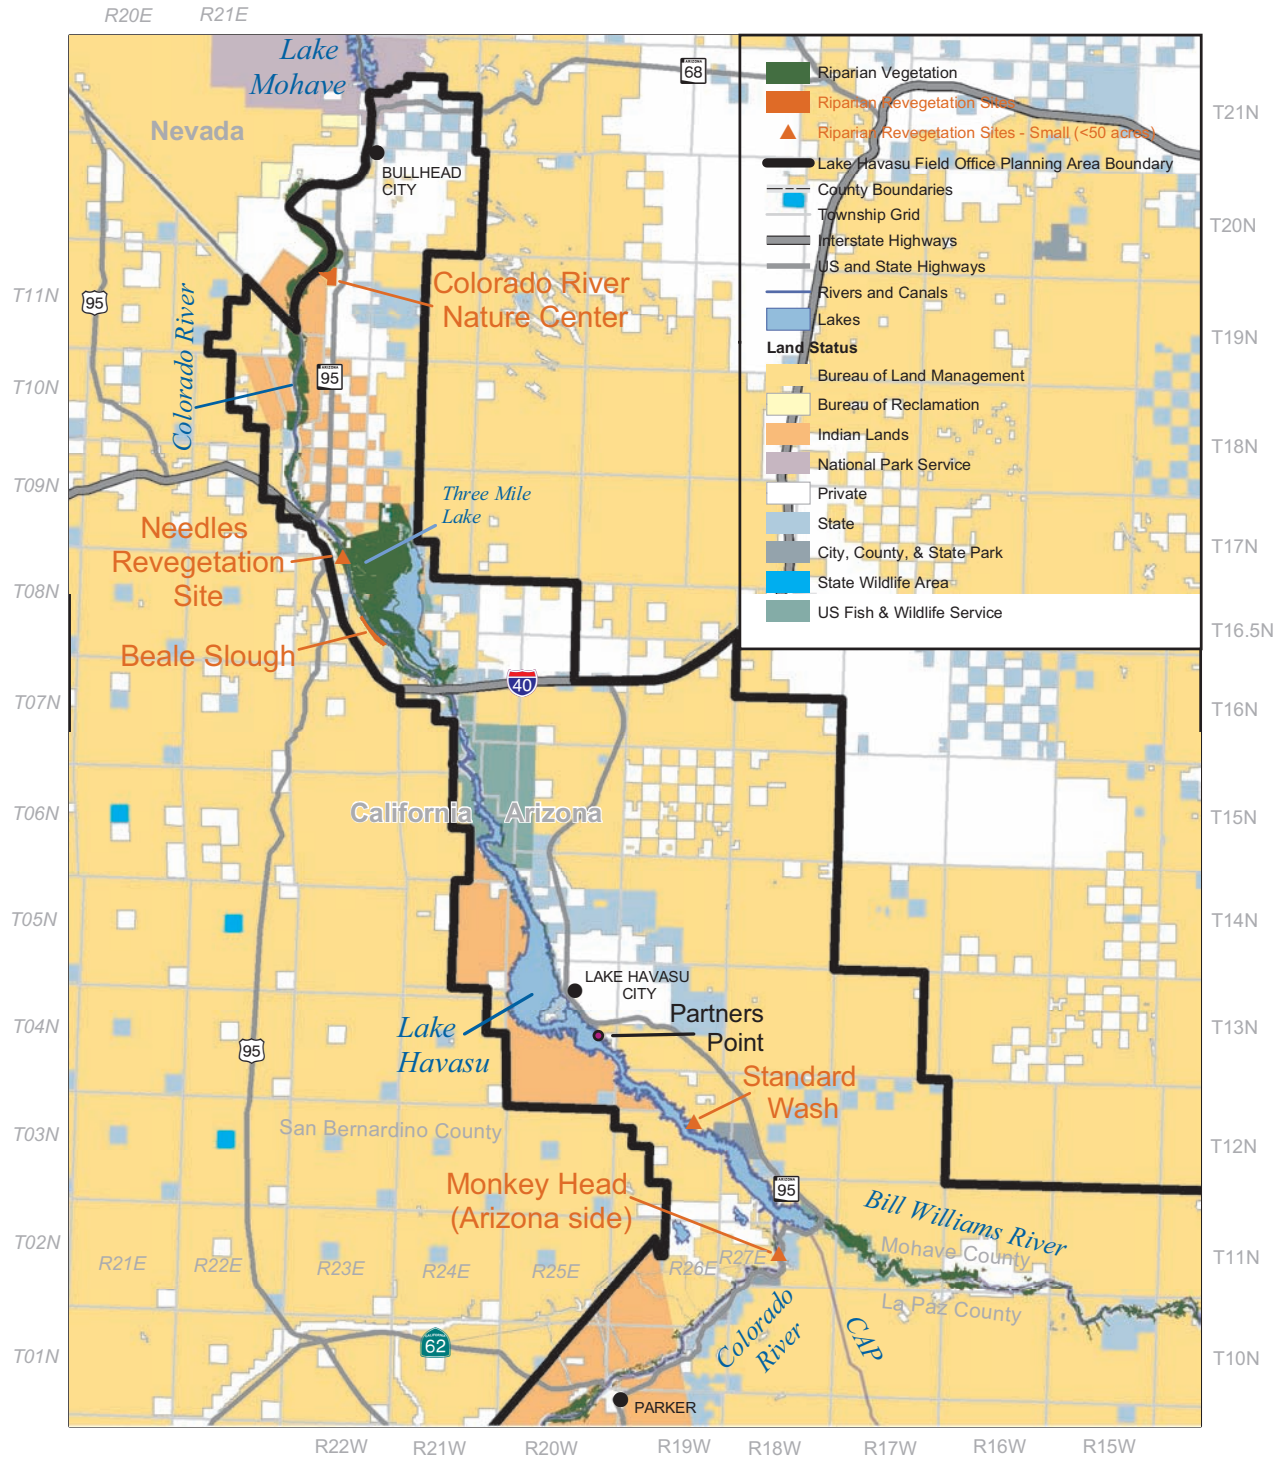 R20E
R21E
Lake
Mohave
ARIZONA
68
Nevada
BULLHEAD
CITY
Riparian Vegetation
Riparian Revegetation Sites
Riparian Revegetation Sites - Small (<50 acres)
Lake Havasu Field Office Planning Area Boundary
County Boundaries
Township Grid
Interstate Highways
US and State Highways
Rivers and Canals
Lakes
Land Status
Bureau of Land Management
Bureau of Reclamation
Indian Lands
National Park Service
Private
State
City, County, & State Park
State Wildlife Area
US Fish & Wildlife Service
T21N
T20N
T19N
T18N
T17N
T16.5N
T16N
T15N
T14N
T13N
T12N
T11N
T10N
T11N
T10N
T09N
T08N
T07N
T06N
T05N
T04N
T03N
T02N
T01N
95
Colorado River
Colorado River
Nature Center
ARIZONA
95
Three Mile
Lake
Needles
Revegetation
Site
Beale Slough
40
California
Arizona
LAKE HAVASU
CITY
Partners
Point
Lake
Havasu
95
Standard
Wash
San Bernardino County
Monkey Head
(Arizona side)
ARIZONA
95
Bill Williams River
Mohave County
La Paz County
R21E
R22E
R23E
R24E
R25E
R26E
R27E
Colorado
River
CAP
CALIFORNIA
62
PARKER
R22W
R21W
R20W
R19W
R18W
R17W
R16W
R15W